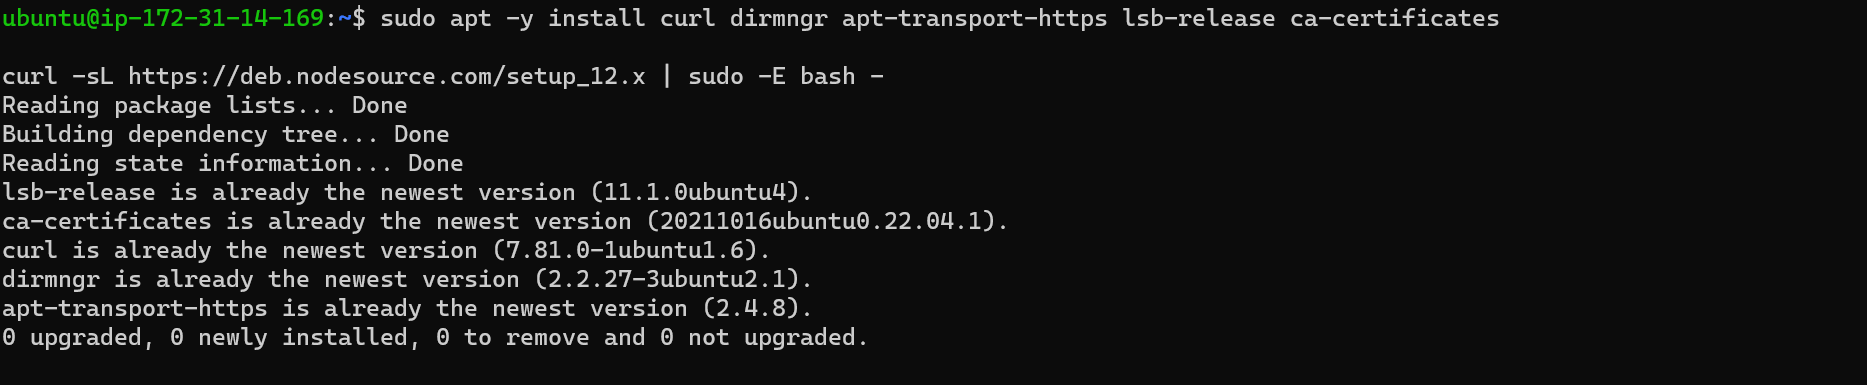 ubuntu@ip-172-31-14-169:~$ sudo apt -y install curl dirmngr apt-transport-https lsb-release ca-certificates
curl -sL https://deb.nodesource.com/setup_12.x | sudo -E bash -
Reading package lists... Done
Building dependency tree... Done
Reading state information... Done
lsb-release is already the newest version (11.1.0ubuntu4).
ca-certificates is already the newest version (20211016ubuntu0.22.04.1).
curl is already the newest version (7.81.0-1ubuntu1.6).
dirmngr is already the newest version (2.2.27-3ubuntu2.1).
apt-transport-https is already the newest version (2.4.8).
0 upgraded, 0 newly installed, 0 to remove and 0 not upgraded.